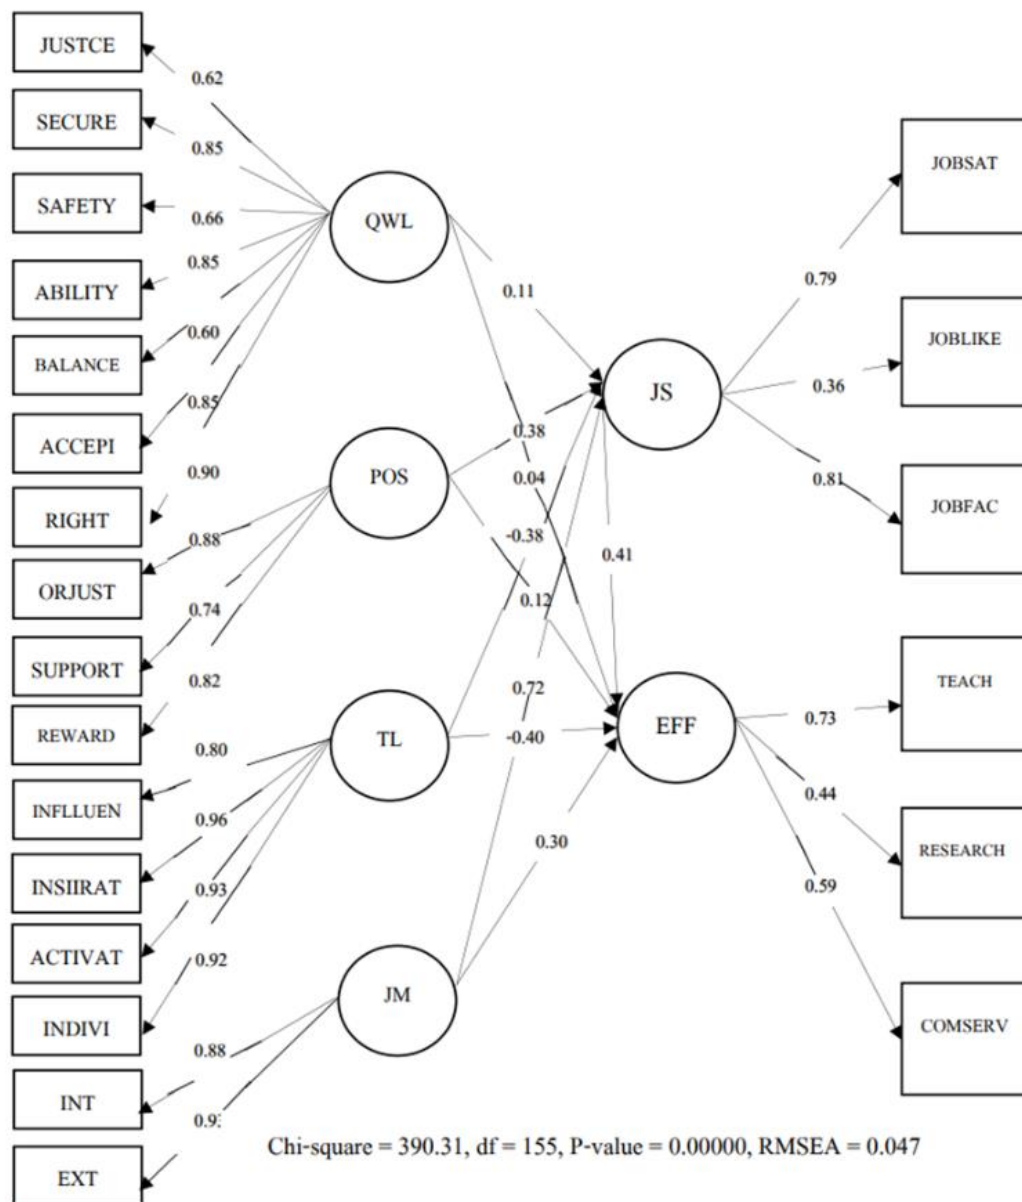 JUSTCE
SECURE
SAFETY
ABILITY
BALANCE
ACCEPI
RIGHT
ORJUST
SUPPORT
REWARD
INFLLUEN
INSIIRAT
ACTIVAT
INDIVI
INT
EXT
0.62
0.85
0.66
0.85
0.60
0.85
0.90
0.88
0.74
0.82
0.80
0.96
0.93
0.92
0.88
QWL
POS
TL
JM
0.11
0.38
0.04
-0.38
0.12
0.41
0.72
-0.40
0.30
JS
EFF
0.79
0.36
0.81
0.73
0.44
0.59
JOBSAT
JOBLIKE
JOBFAC
TEACH
RESEARCH
COMSERV
Chi-square = 390.31, df = 155, P-value = 0.00000, RMSEA = 0.047